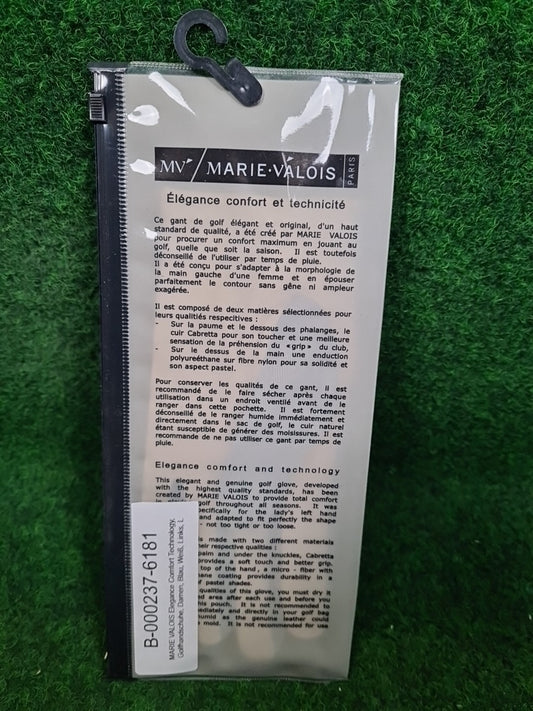 MV / MARIE·VALOIS PARIS
Élégance confort et technicité
Ce gant de golf élégant et original, d'un haut
standard de qualité, a été créé par MARIE VALOIS
pour procurer un confort maximum en jouant au
golf, quelle que soit la saison. Il est toutefois
déconseillé de l'utiliser par temps de pluie.
Il a été conçu pour s'adapter à la morphologie de
la main gauche d'une femme et en épouser
parfaitement le contour sans gêne ni ampleur
exagérée.
Il est composé de deux matières sélectionnées pour
leurs qualitiés respecitives :
- Sur la paume et le dessous des phalanges, le
cuir Cabretta pour son toucher et une meilleure
sensation de la préhension du «grip» du club,
- Sur le dessus de la main une enduction
polyuréthane sur fibre nylon pour sa solidité et
son aspect pastel.
Pour conserver les qualités de ce gant, il est
recommandé de le faire sécher après chaque
utilisation dans un endroit ventilé avant de le
ranger dans cette pochette. Il est fortement
déconseillé de le ranger humide immédiatement et
directement dans le sac de golf, le cuir naturel
étant susceptible de générer des moisissures. Il est
recommande de ne pas utiliser ce gant par temps de
pluie.
Elegance comfort and technology
This elegant and genuine golf glove, developed
with the highest quality standards, has been
created by MARIE VALOIS to provide total comfort
golf throughout all seasons. It was
specifically for the lady's left hand
and adapted to fit perfectly the shape
- not too tight or too loose.
is made with two different materials
their respective qualities :
palm and under the knuckles, Cabretta
provides a soft touch and better grip.
top of the hand, a micro - fiber with
coating provides durability in a
of pastel shades.
qualities of this glove, you must dry it
area after each use and before you
this pouch. It is not recommended to
immediately and directly in your golf bag
humid as the genuine leather could
mold. It is not recommended for use
B-000237-6181
MARIE VALOIS Elegance Comfort Technology,
Golfhandschuhe, Damen, Blau, Weiß, Links, L